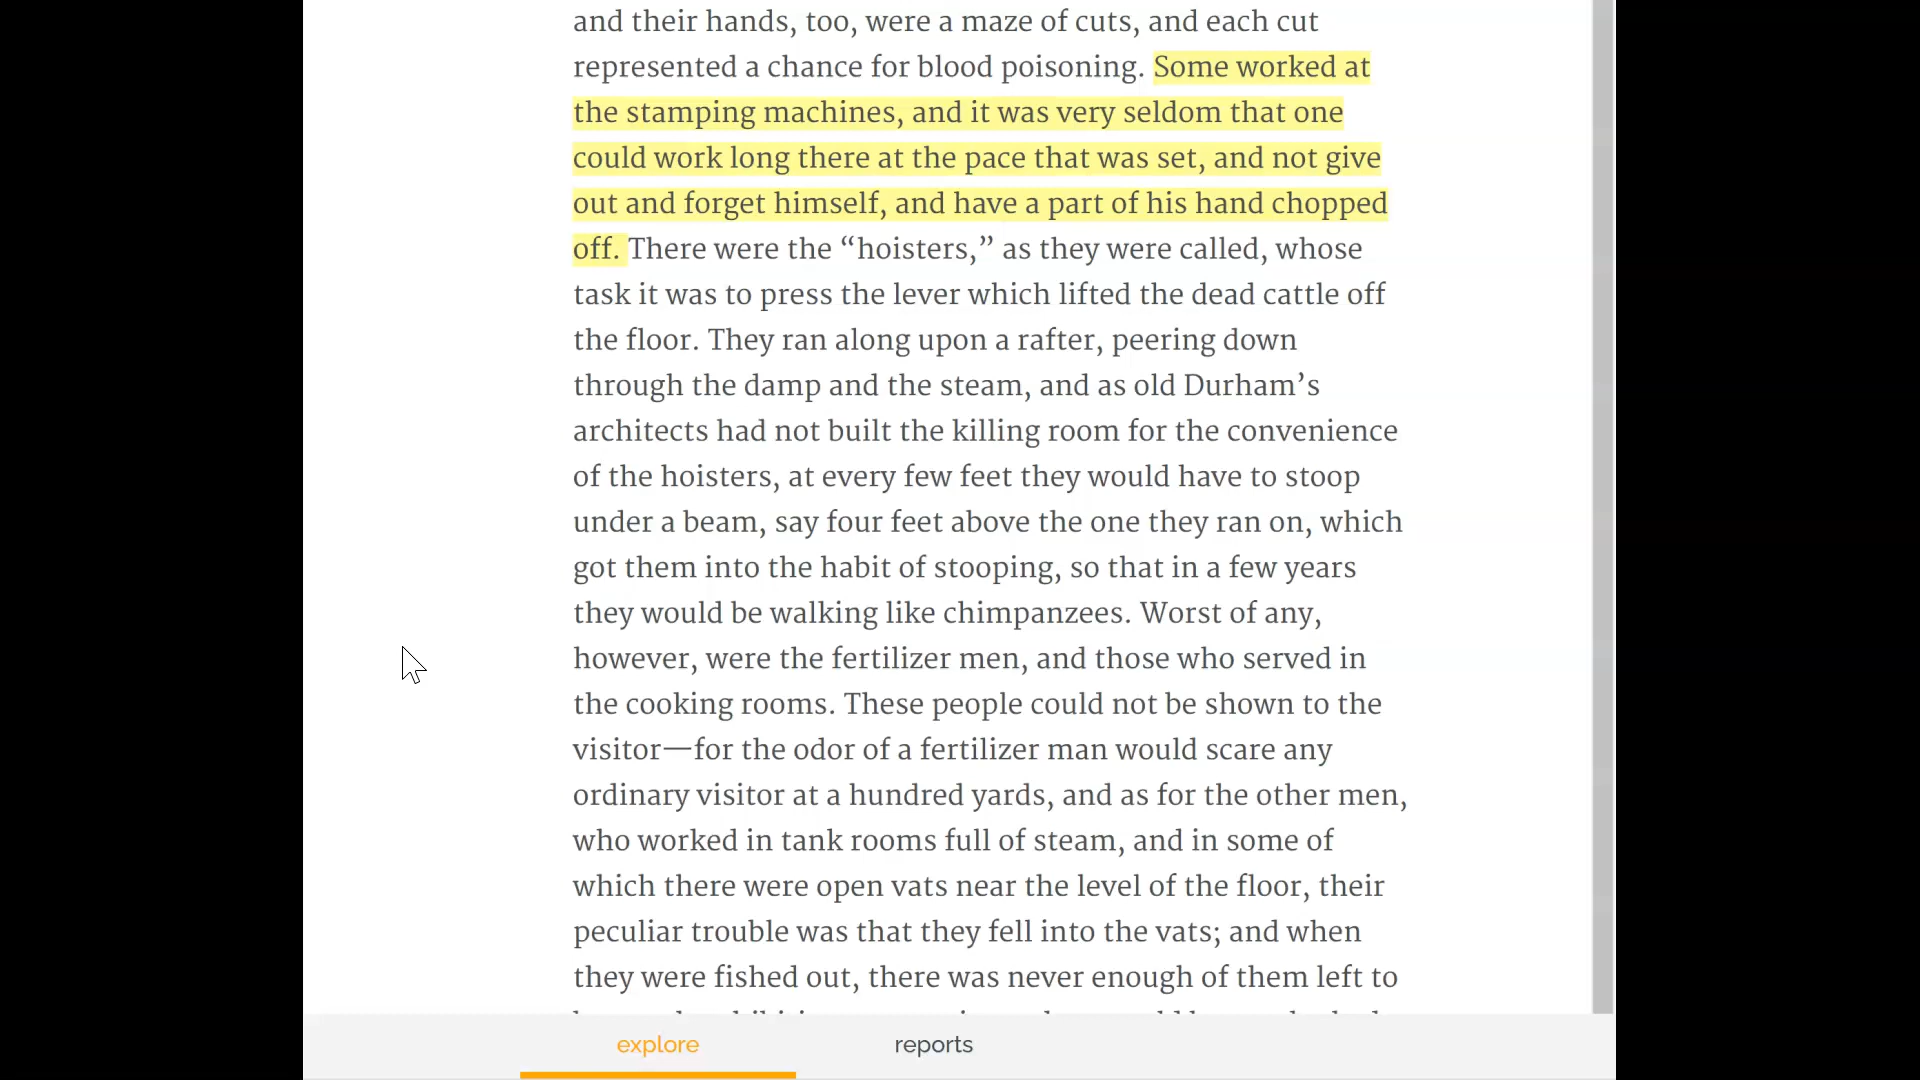 and their hands, too, were a maze of cuts, and each cut
represented a chance for blood poisoning. Some worked at
the stamping machines, and it was very seldom that one
could work long there at the pace that was set, and not give
out and forget himself, and have a part of his hand chopped
off. There were the “hoisters,” as they were called, whose
task it was to press the lever which lifted the dead cattle off
the floor. They ran along upon a rafter, peering down
through the damp and the steam, and as old Durham’s
architects had not built the killing room for the convenience
of the hoisters, at every few feet they would have to stoop
under a beam, say four feet above the one they ran on, which
got them into the habit of stooping, so that in a few years
they would be walking like chimpanzees. Worst of any,
however, were the fertilizer men, and those who served in
the cooking rooms. These people could not be shown to the
visitor—for the odor of a fertilizer man would scare any
ordinary visitor at a hundred yards, and as for the other men,
who worked in tank rooms full of steam, and in some of
which there were open vats near the level of the floor, their
peculiar trouble was that they fell into the vats; and when
they were fished out, there was never enough of them left to
explore
reports